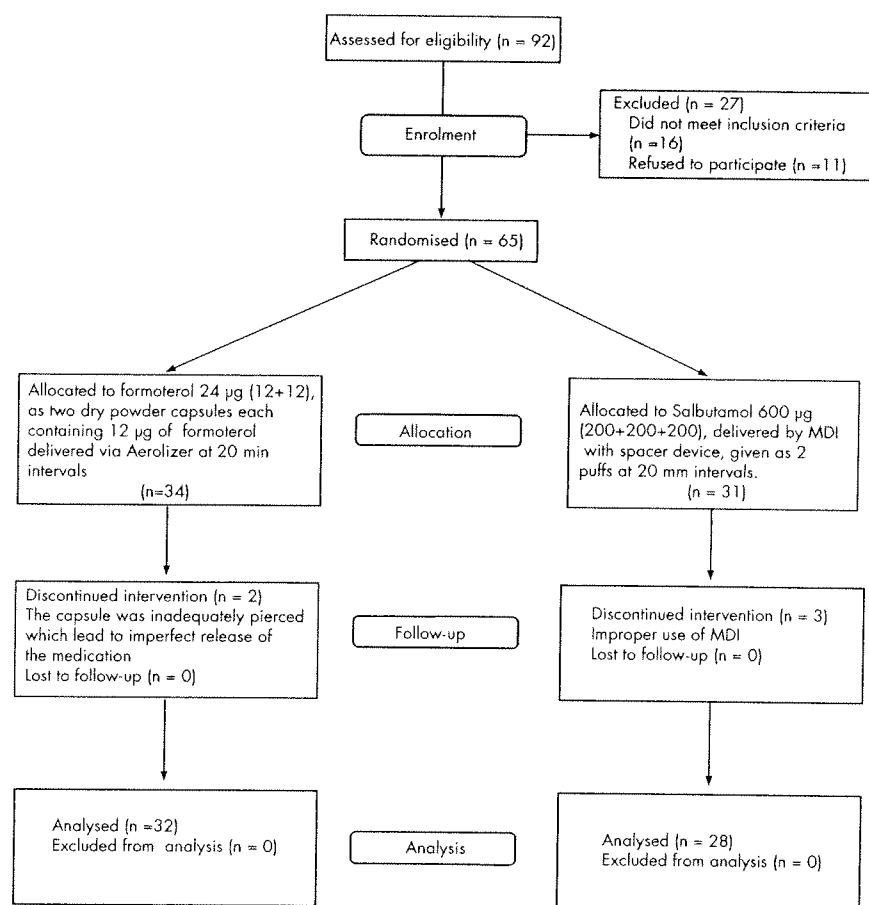 Assessed for eligibility (n = 92)
Excluded (n = 27)
Did not meet inclusion criteria
(n =16)
Refused to participate (n =11)
Enrolment
Randomised (n = 65)
Allocated to formoterol 24 µg (12+12),
as two dry powder capsules each
containing 12 µg of formoterol
delivered via Aerolizer at 20 min
intervals
(n=34)
Allocation
Allocated to Salbutamol 600 µg
(200+200+200), delivered by MDI
with spacer device, given as 2
puffs at 20 mm intervals.
(n = 31)
Discontinued intervention (n = 2)
The capsule was inadequately pierced
which lead to imperfect release of
the medication
Lost to follow-up (n = 0)
Follow-up
Discontinued intervention (n = 3)
Improper use of MDI
Lost to follow-up (n = 0)
Analysed (n =32)
Excluded from analysis (n = 0)
Analysis
Analysed (n = 28)
Excluded from analysis (n = 0)